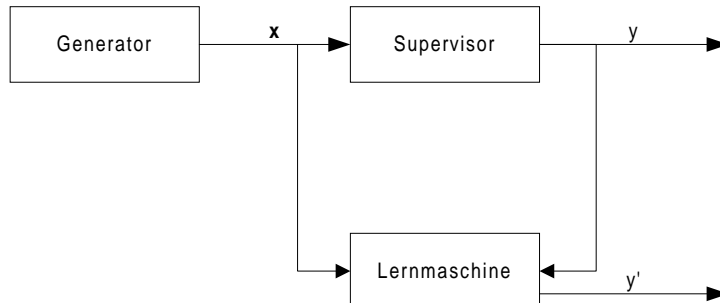 Generator
x
Supervisor
y
Lernmaschine
y'